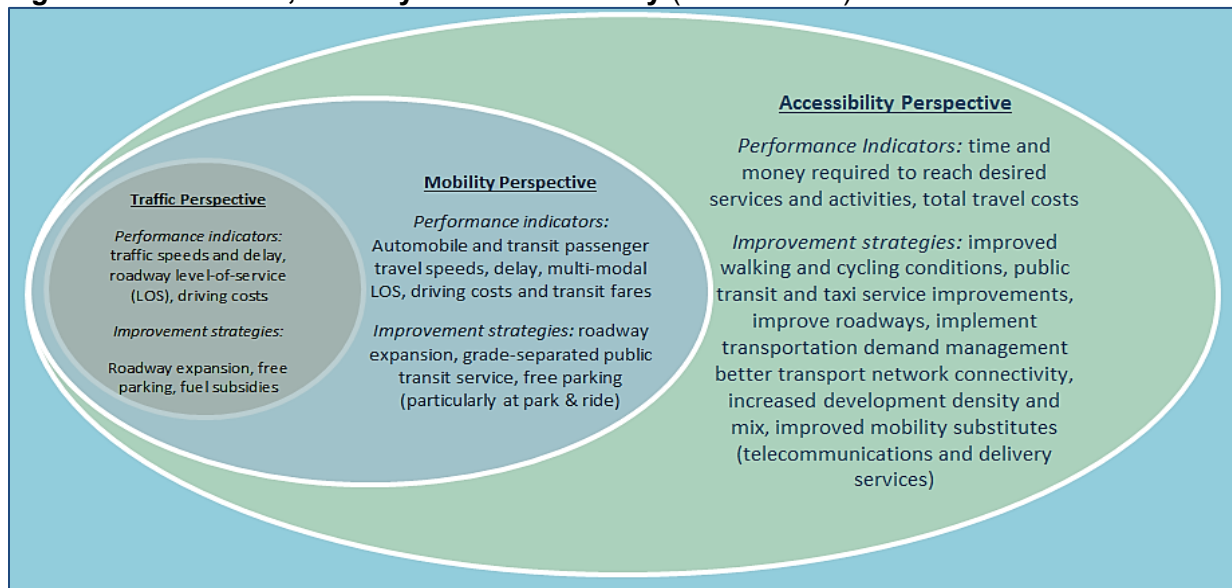 Traffic Perspective
Performance indicators:
traffic speeds and delay,
roadway level-of-service
(LOS), driving costs
Improvement strategies:
Roadway expansion, free
parking, fuel subsidies
Mobility Perspective
Performance indicators:
Automobile and transit passenger
travel speeds, delay, multi-modal
LOS, driving costs and transit fares
Improvement strategies: roadway
expansion, grade-separated public
transit service, free parking
(particularly at park & ride)
Accessibility Perspective
Performance Indicators: time and
money required to reach desired
services and activities, total travel costs
Improvement strategies: improved
walking and cycling conditions, public
transit and taxi service improvements,
improve roadways, implement
transportation demand management
better transport network connectivity,
increased development density and
mix, improved mobility substitutes
(telecommunications and delivery
services)